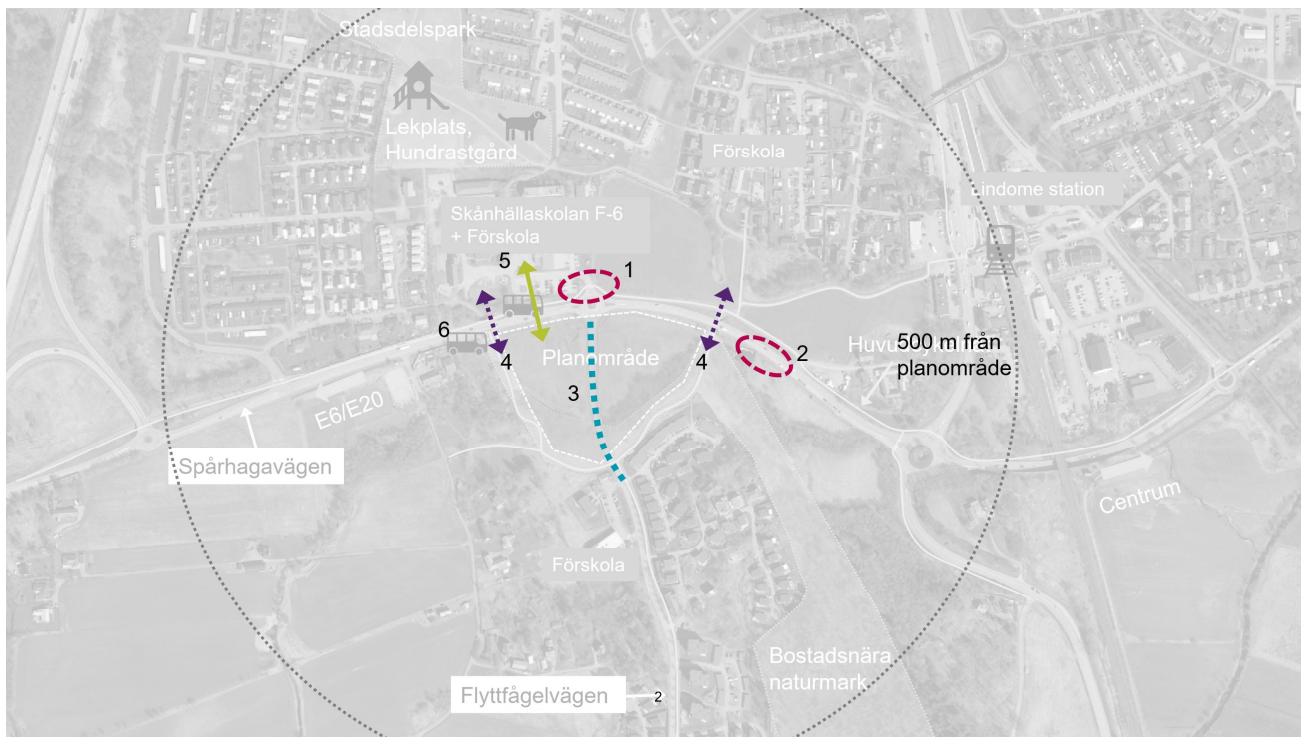 Stadsdelspark
Lekplats,
Hundrastgård
Förskola
Lindome station
Skånhällaskolan F-6
+ Förskola
5
1
6
4
Planområde
4
2
500 m från
planområde
3
E6/E20
Spårhagavägen
Centrum
Förskola
Bostadsnära
naturmark
Flyttfågelvägen
2